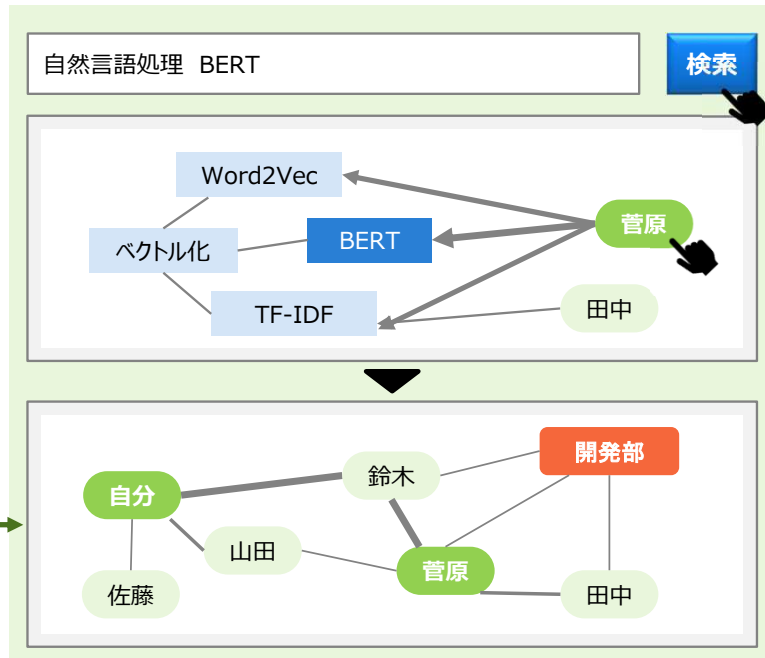 自然言語処理 BERT
検索
Word2Vec
菅原
BERT
ベクトル化
TF-IDF
田中
開発部
鈴木
自分
山田
菅原
佐藤
田中